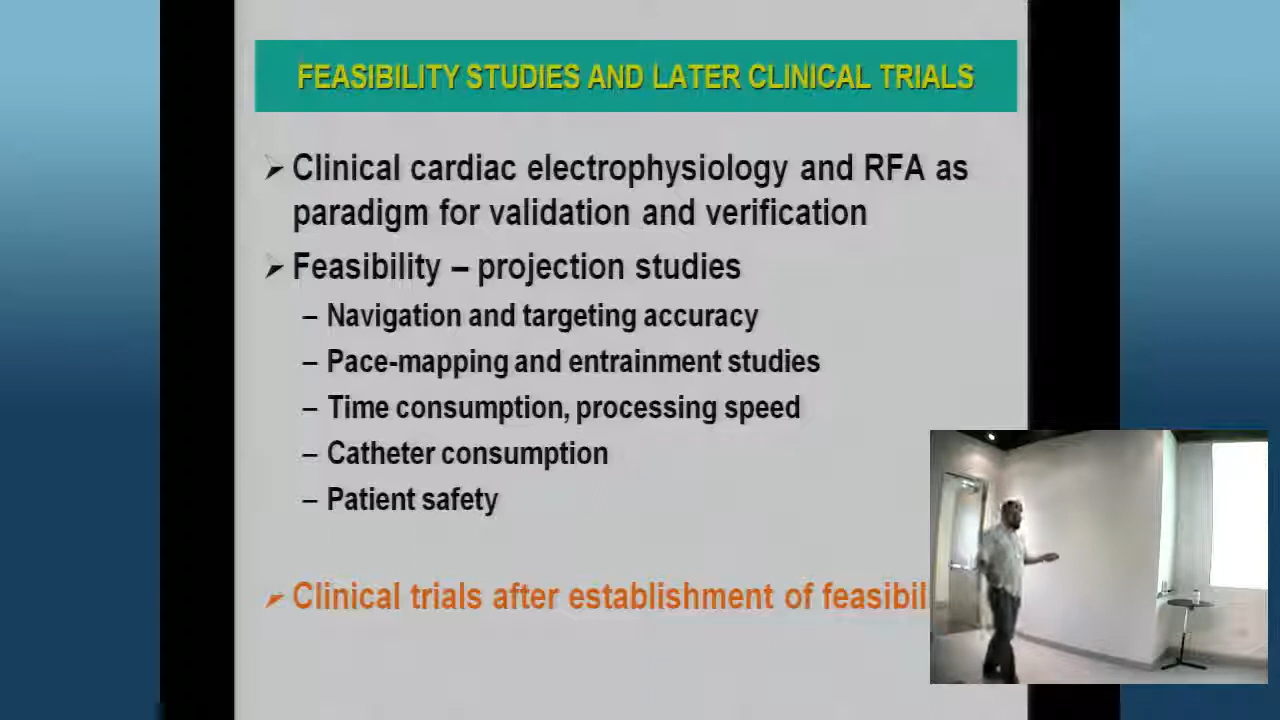 FEASIBILITY STUDIES AND LATER CLINICAL TRIALS
➢ Clinical cardiac electrophysiology and RFA as
paradigm for validation and verification
➢ Feasibility – projection studies
– Navigation and targeting accuracy
– Pace-mapping and entrainment studies
– Time consumption, processing speed
– Catheter consumption
– Patient safety
➢ Clinical trials after establishment of feasibil